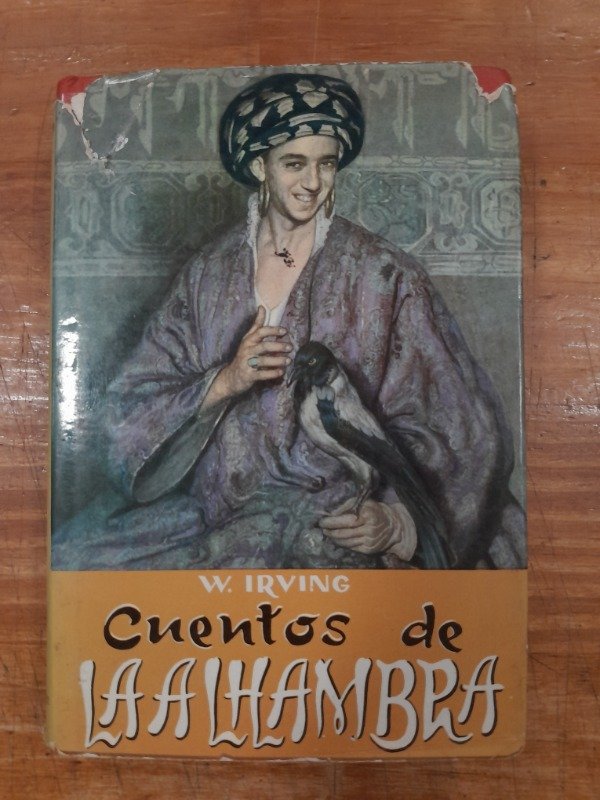 W. IRVING
Cuentos de
LA ALHAMBRA